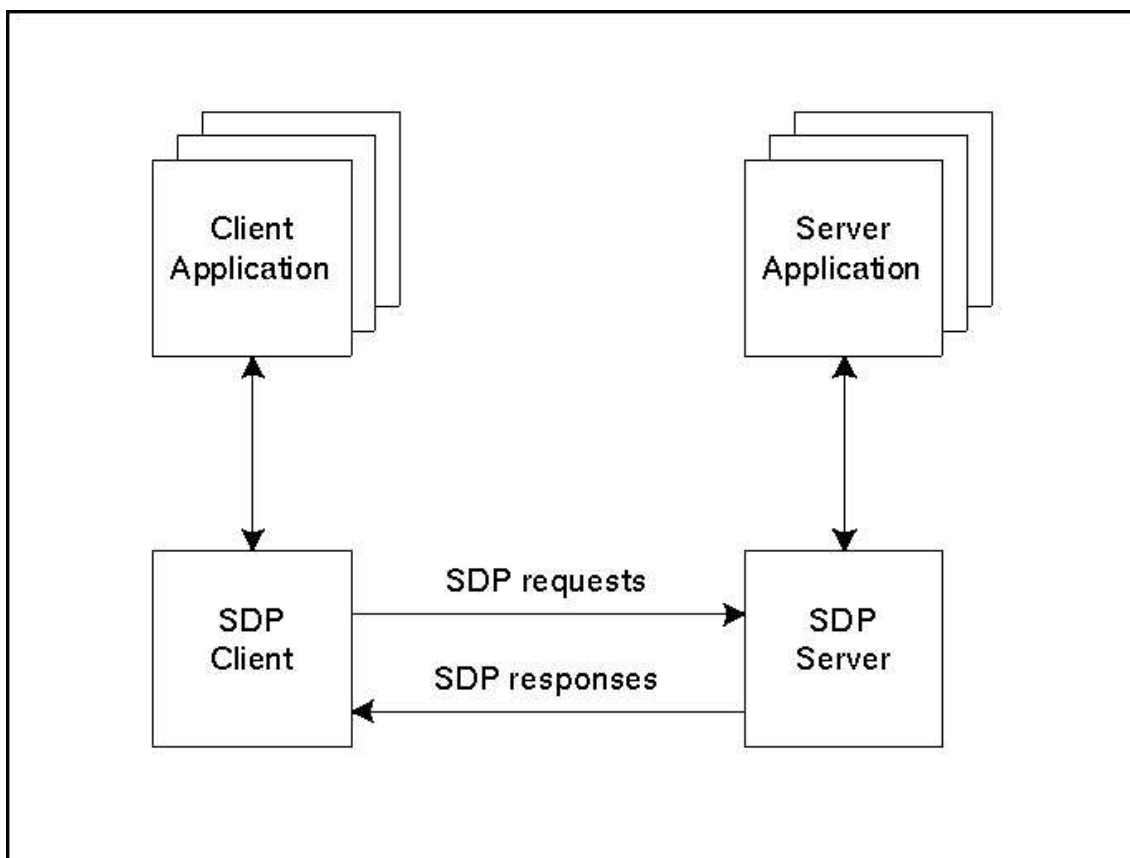 Client
Application
Server
Application
SDP requests
SDP
Client
SDP
Server
SDP responses